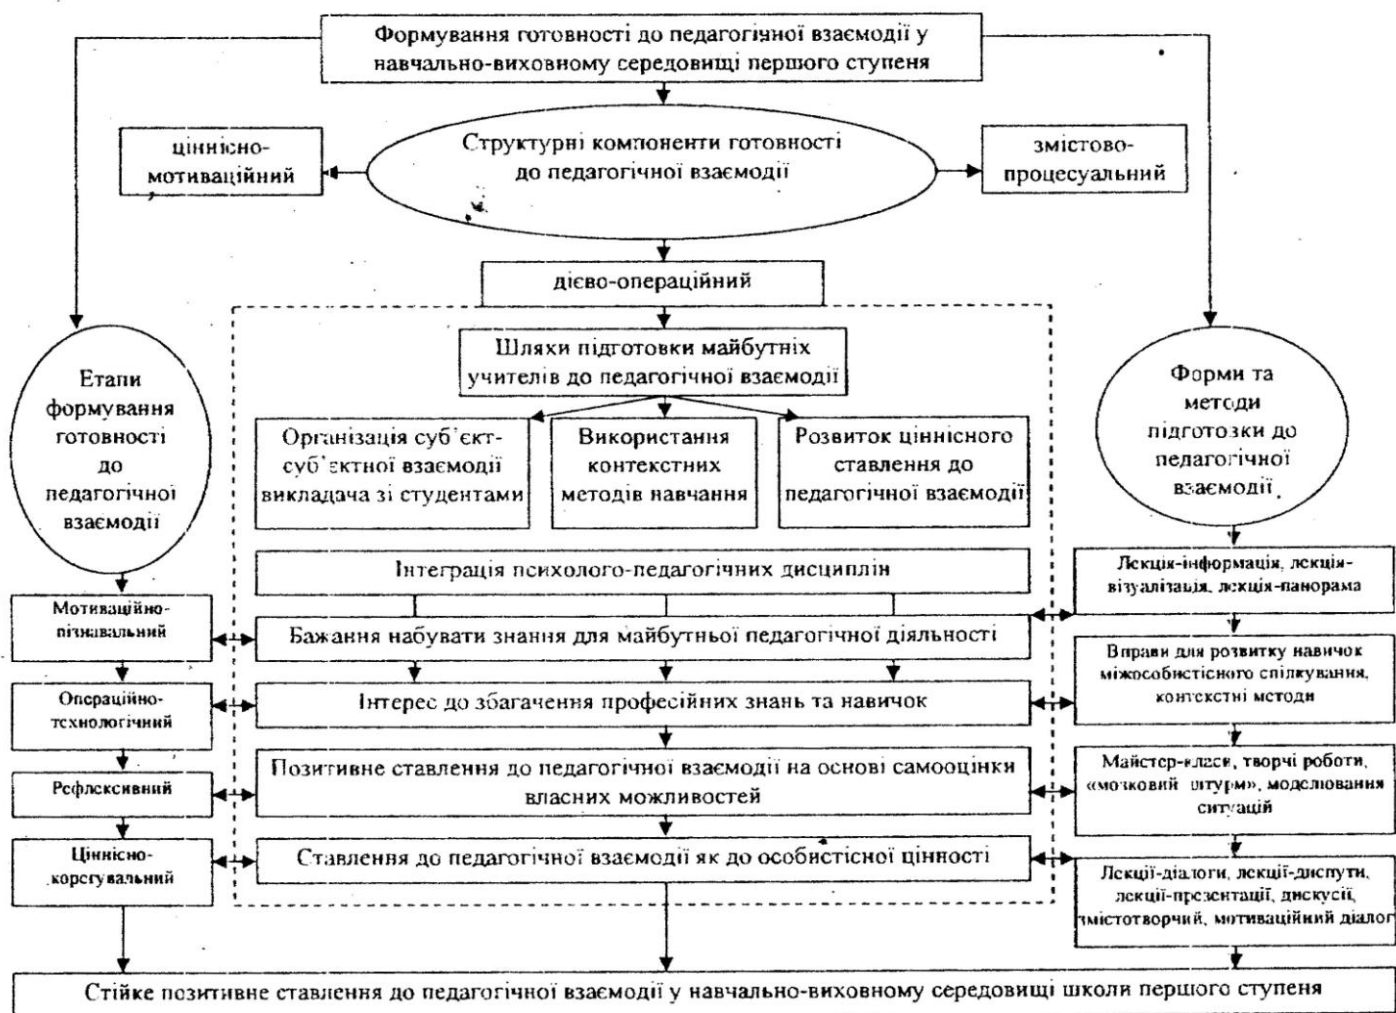 Формування готовності до педагогічної взаємодії у
навчально-виховному середовищі першого ступеня
Структурні компоненти готовності
до педагогічної взаємодії
ціннісно-
мотиваційний
змістово-
процесуальний
дієво-операційний
Шляхи підготовки майбутніх
учителів до педагогічної взаємодії
Етапи
формування
готовності
до
педагогічної
взаємодії
Організація суб'єкт-
суб'єктної взаємодії
викладача зі студентами
Використання
контекстних
методів навчання
Розвиток ціннісного
ставлення до
педагогічної взаємодії
Форми та
методи
підготозки до
педагогічної
взаємодії
Інтеграція психолого-педагогічних дисциплін
Лекція-інформація, лекція-
візуалізація, лекція-панорама
Мотиваційно-
пізнавальний
Бажання набувати знання для майбутньої педагогічної діяльності
Вправи для розвитку навичок
міжособистісного спілкування,
контекстні методи
Операційно-
технологічний
Інтерес до збагачення професійних знань та навичок
Рефлексивний
Позитивне ставлення до педагогічної взаємодії на основі самооцінки
власних можливостей
Майстер-класи, творчі роботи,
«мозковий штурм», моделювання
ситуацій
Ціннісно-
корегувальний
Ставлення до педагогічної взаємодії як до особистісної цінності
Лекції-діалоги, лекції-диспути,
лекції-презентації, дискусії,
змістотворчий, мотиваційний діалог
Стійке позитивне ставлення до педагогічної взаємодії у навчально-виховному середовищі школи першого ступеня